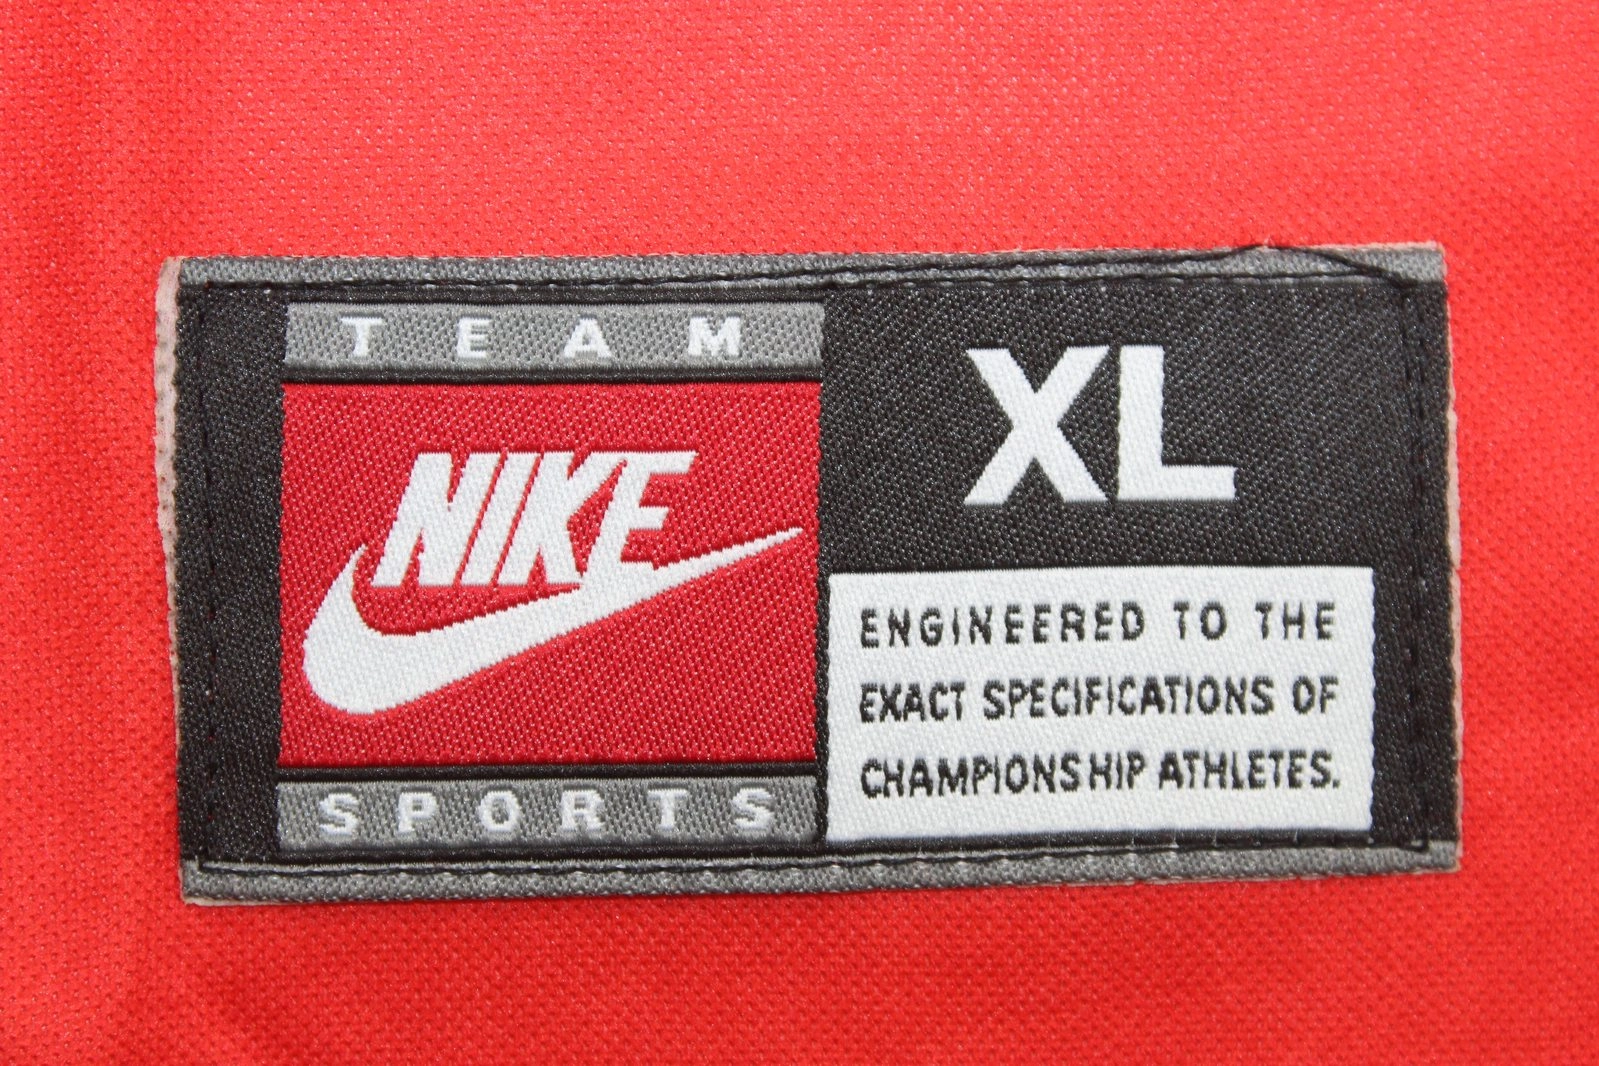 TEAM
NIKE
SPORTS
XL
ENGINEERED TO THE
EXACT SPECIFICATIONS OF
CHAMPIONSHIP ATHLETES.